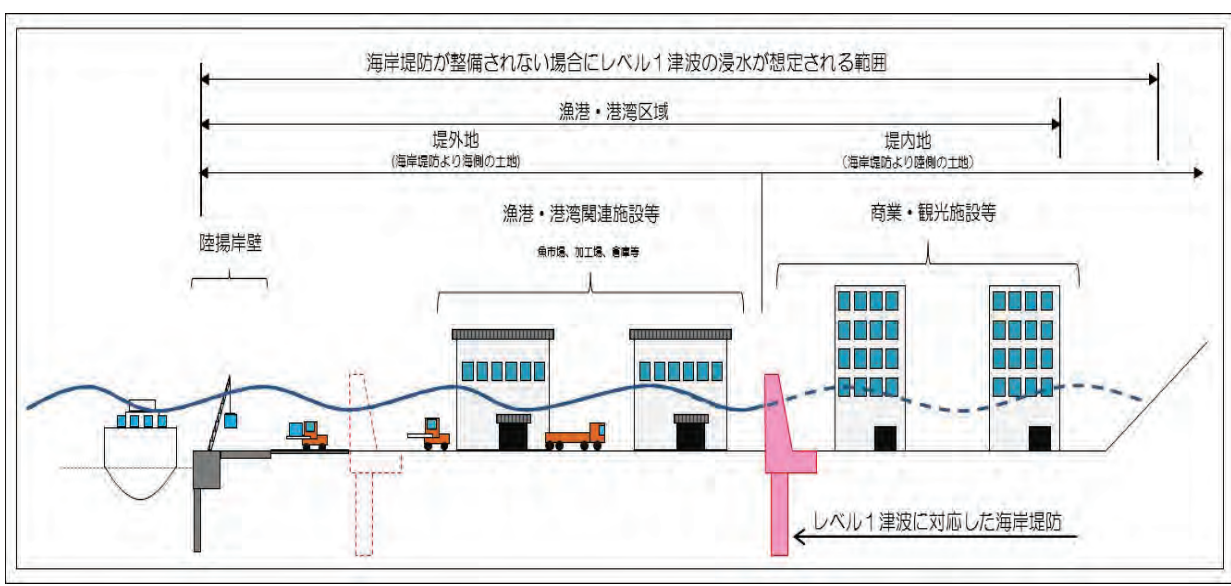 海岸堤防が整備されない場合にレベル1津波の浸水が想定される範囲
漁港・港湾区域
堤外地
(海岸堤防より海側の土地)
堤内地
(海岸堤防より陸側の土地)
漁港・港湾関連施設等
魚市場、加工場、倉庫等
商業・観光施設等
陸揚岸壁
レベル1津波に対応した海岸堤防